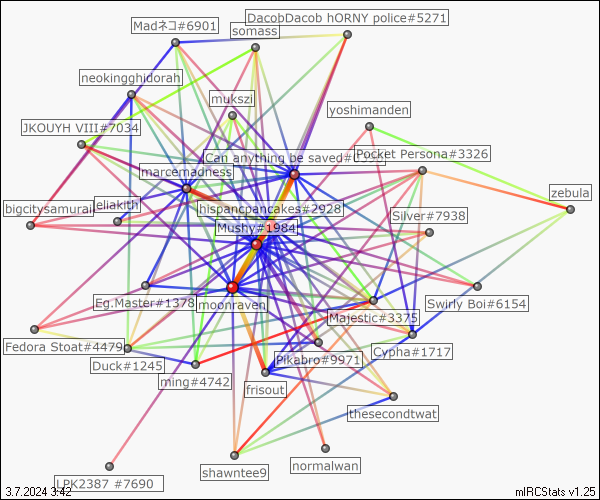 DacobDacob hORNY police#5271
Madネコ#6901
somass
neokingghidorah
mukszi
yoshimanden
JKOUYH VIII#7034
Can anything be saved
Pocket Persona#3326
marcemadness
zebula
bigcitysamurai
eliakith
hispancpancakes#2928
Silver#7938
Mushy#1984
Eg.Master#1378
moonraven
Swirly Boi#6154
Majestic#3375
Fedora Stoat#4479
Cypha#1717
Duck#1245
Pikabro#9971
ming#4742
frisout
thesecondtwat
shawntee9
normalwan
LPK2387 #7690
3.7.2024 3:42
mIRCStats v1.25